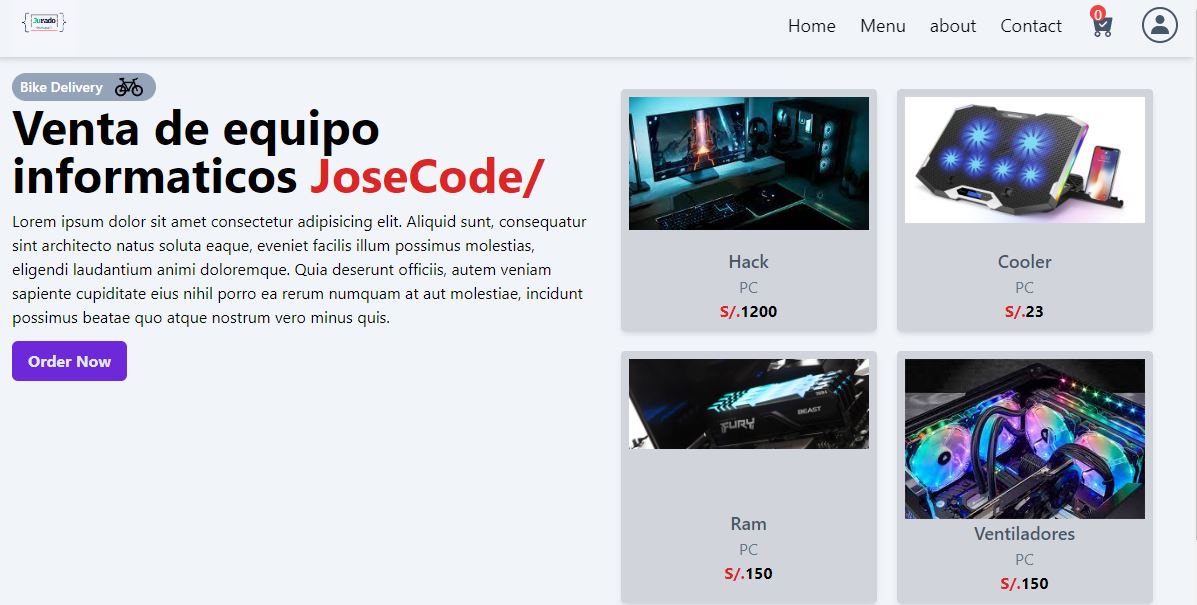 Jurado
Home Menu about Contact
0
Bike Delivery
Venta de equipo
informaticos JoseCode/
Lorem ipsum dolor sit amet consectetur adipisicing elit. Aliquid sunt, consequatur
sint architecto natus soluta eaque, eveniet facilis illum possimus molestias,
eligendi laudantium animi doloremque. Quia deserunt officiis, autem veniam
sapiente cupiditate eius nihil porro ea rerum numquam at aut molestiae, incidunt
possimus beatae quo atque nostrum vero minus quis.
Order Now
Hack
PC
S/.1200
Cooler
PC
S/.23
FURY
BEAST
Ram
PC
S/.150
Ventiladores
PC
S/.150